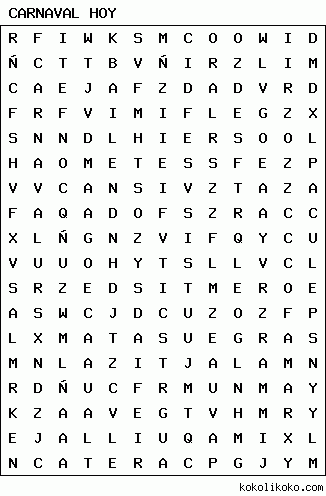 CARNAVAL HOY
R F I W K S M C O O W I D
Ñ C T T B V Ñ I R Z L I M
C A E J A F Z D A D V R D
F R F V I M I F L E G Z X
S N N D L H I E R S O O L
H A O M E T E S S F E Z P
V V C A N S I V Z T A Z A
F A Q A D O F S Z R A C C
X L Ñ G N Z V I F Q Y C U
V U U O H Y T S L L V C L
S R Z E D S I T M E R O E
A S W C J D C U Z O Z F P
L X M A T A S U E G R A S
M N L A Z I T J A L A M N
R D Ñ U C F R M U N M A Y
K Z A A V E G T V H M R Y
E J A L L I U Q A M I X L
N C A T E R A C P G J Y M
kokolikoko.com